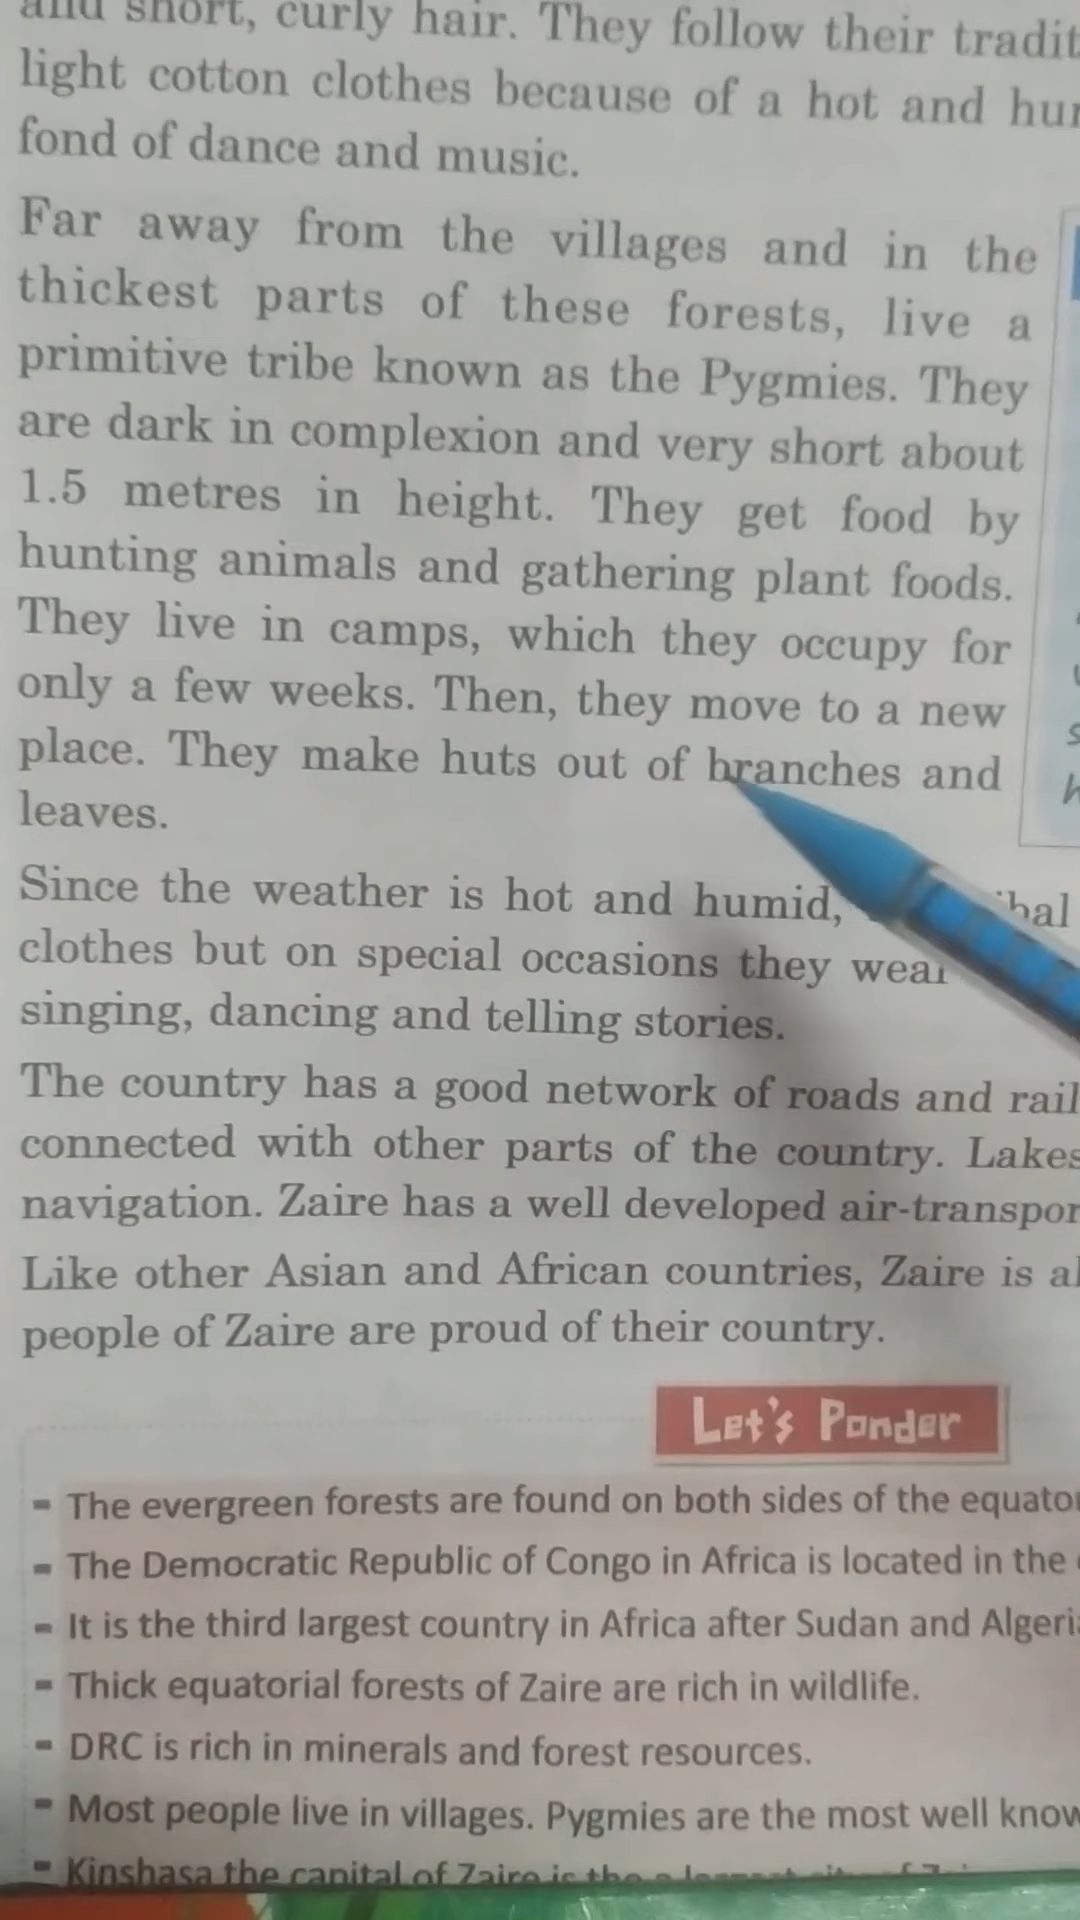 and short, curly hair. They follow their
light cotton clothes because of a hot and
fond of dance and music.
Far away from the villages and in the
thickest parts of these forests, live a
primitive tribe known as the Pygmies. They
are dark in complexion and very short about
1.5 metres in height. They get food by
hunting animals and gathering plant foods.
They live in camps, which they occupy for
only a few weeks. Then, they move to a new
place. They make huts out of branches and
leaves.
Since the weather is hot and humid,
clothes but on special occasions they wear
singing, dancing and telling stories.
The country has a good network of roads and
connected with other parts of the country. Lakes
navigation. Zaire has a well developed
Like other Asian and African countries, Zaire is
people of Zaire are proud of their country.
Let's Ponder
- The evergreen forests are found on both sides of the equator
- The Democratic Republic of Congo in Africa is located in the
- It is the third largest country in Africa after Sudan and
- Thick equatorial forests of Zaire are rich in wildlife.
- DRC is rich in minerals and forest resources.
- Most people live in villages. Pygmies are the most well
- Kinshasa the capital of Zaire is the